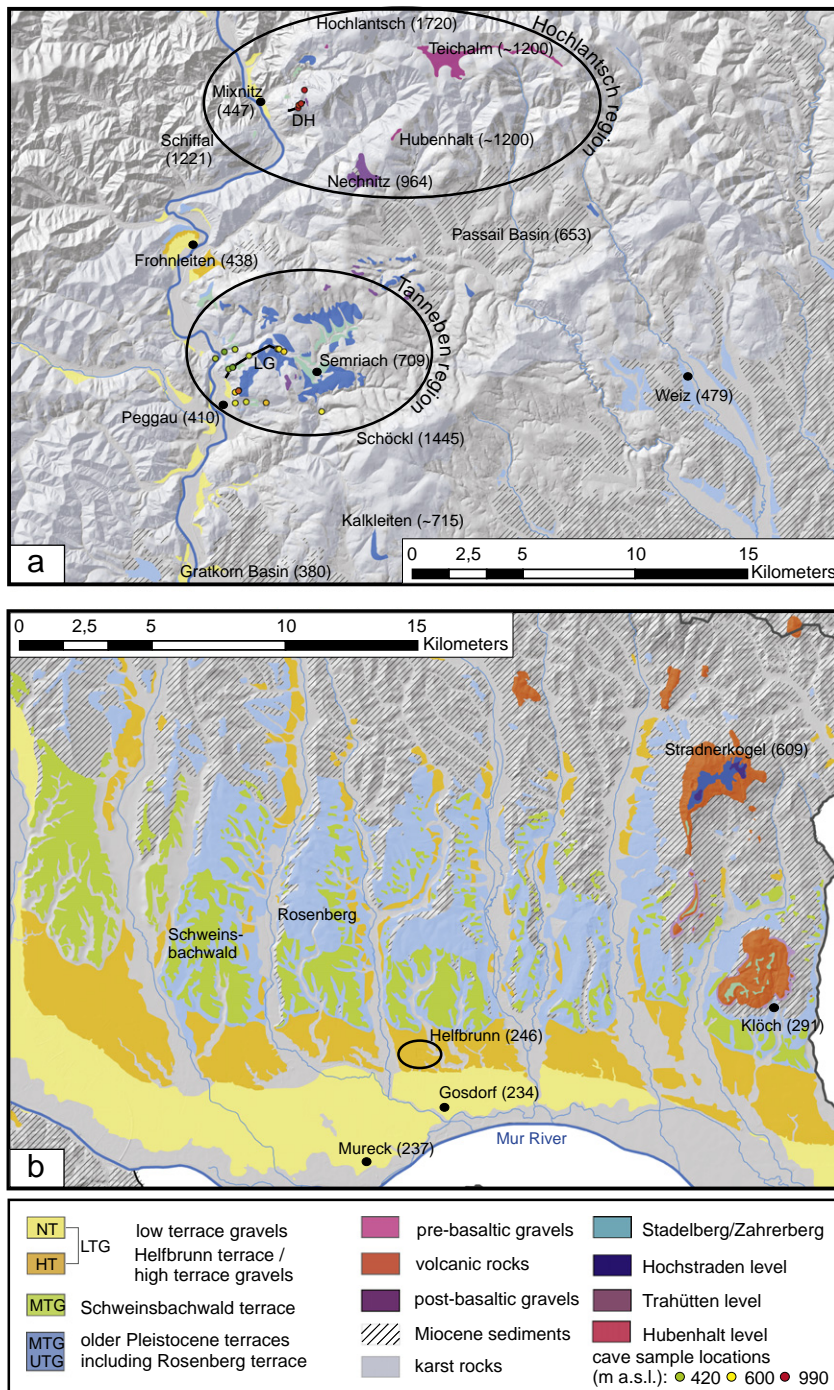 Hochlantsch (1720)
Teichalm (~1200)
Hochlantsch region
Mixnitz
(447)
DH
Schiffal
(1221)
Hubenhalt (~1200)
Nechnitz (964)
Passail Basin (653)
Frohnleiten (438)
Tanneben region
LG
Semriach (709)
Weiz (479)
Peggau (410)
Schöckl (1445)
Kalkleiten (~715)
a
Gratkorn Basin (380)
0 2,5 5 10 15
Kilometers
0 2,5 5 10 15
Kilometers
Stradnerkogel (609)
Rosenberg
Schweins-
bachwald
Klöch (291)
Helfbrunn (246)
Gosdorf (234)
Mur River
Mureck (237)
b
NT low terrace gravels
LTG
HT Helfbrunn terrace /
high terrace gravels
MTG Schweinsbachwald terrace
MTG older Pleistocene terraces
UTG including Rosenberg terrace
pre-basaltic gravels
volcanic rocks
post-basaltic gravels
Miocene sediments
karst rocks
Stadelberg/Zahrerberg
Hochstraden level
Trahütten level
Hubenhalt level
cave sample locations
(m a.s.l.): 420 600 990